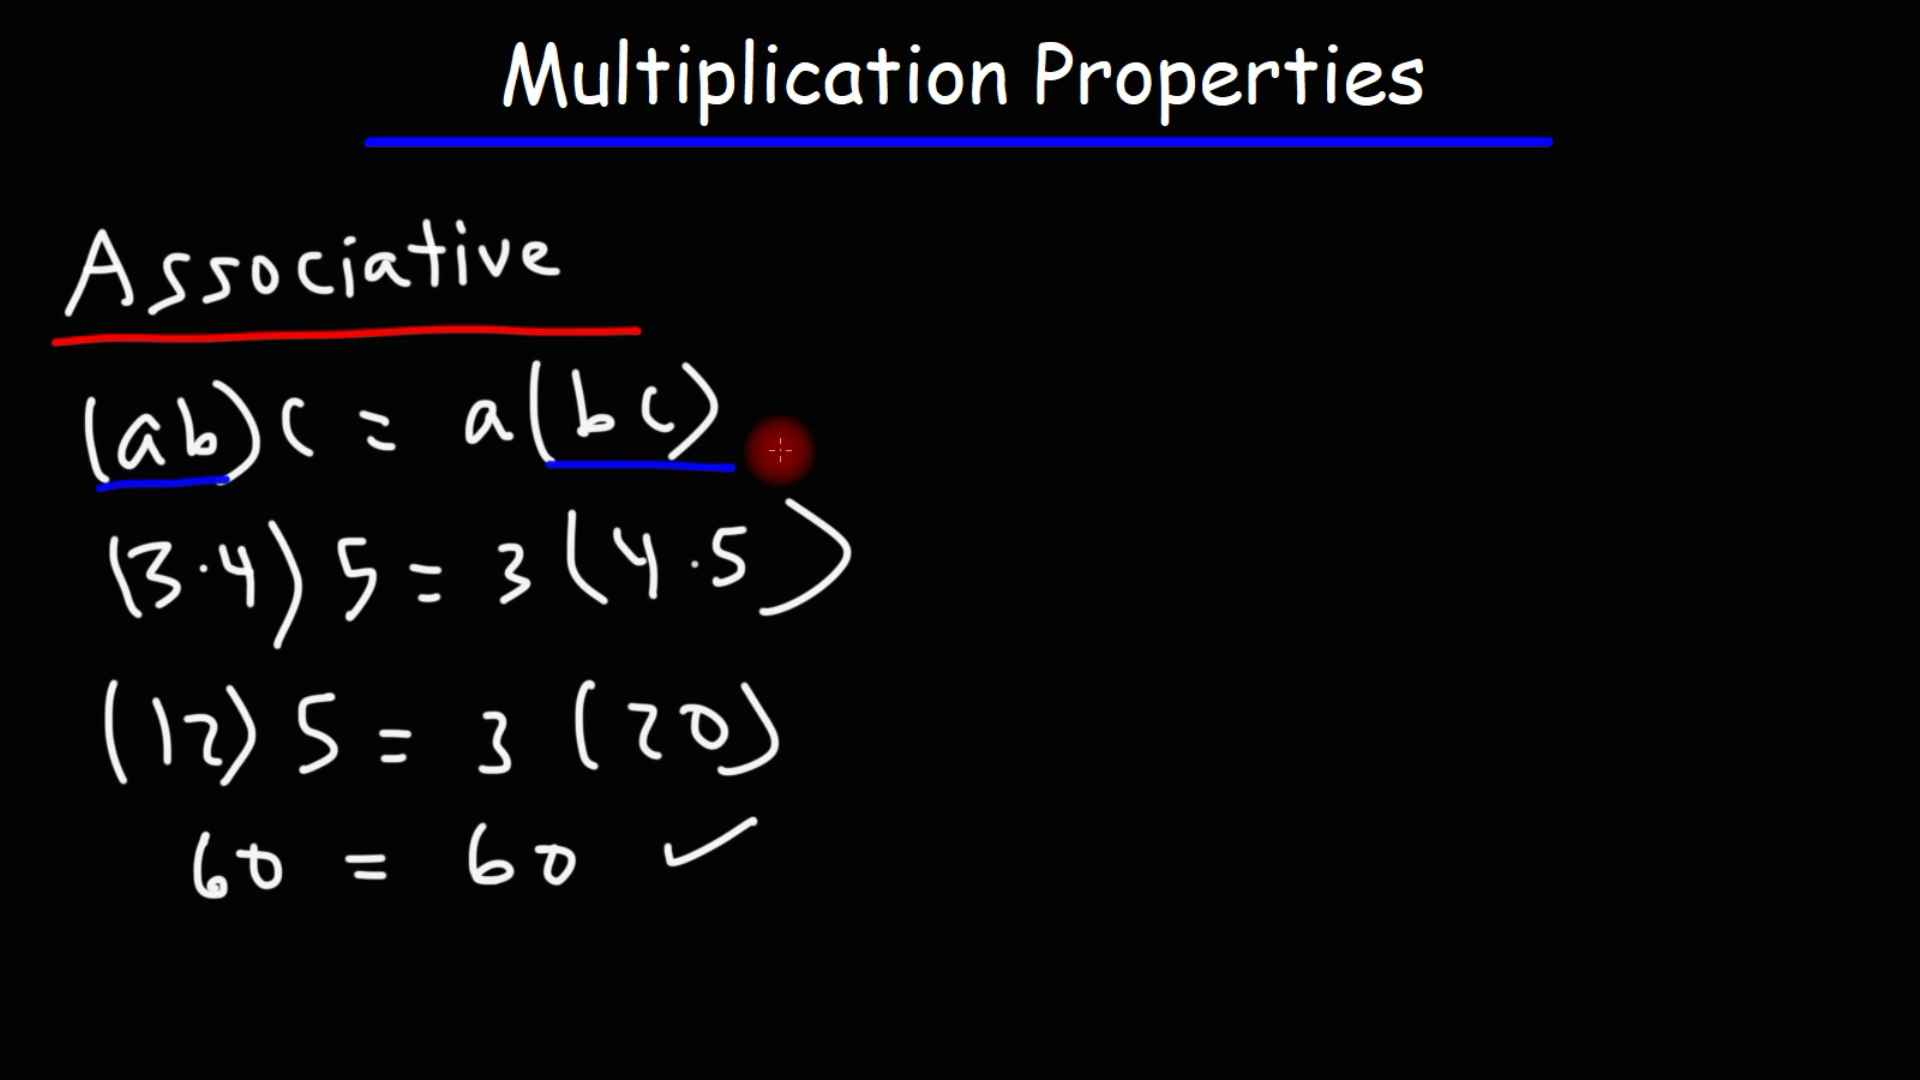 Multiplication Properties
Associative
(ab)c = a(bc)
(3·4)5 = 3(4·5)
(12)5 = 3(20)
60 = 60 ✓